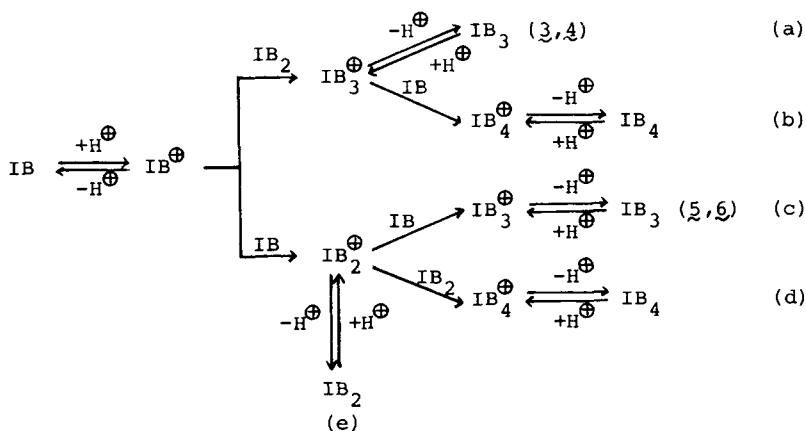 -H⊕ IB₃ (3,4) (a)
IB₂ IB₃⊕ +H⊕
IB
-H⊕
+H⊕ IB₄⊕ IB₄ (b)
IB IB⊕ +H⊕
-H⊕
-H⊕
IB IB₃⊕ IB₃ (5,6) (c)
IB IB₂⊕ +H⊕
IB₂ -H⊕
-H⊕ +H⊕ IB₄⊕ IB₄ (d)
+H⊕
IB₂
(e)